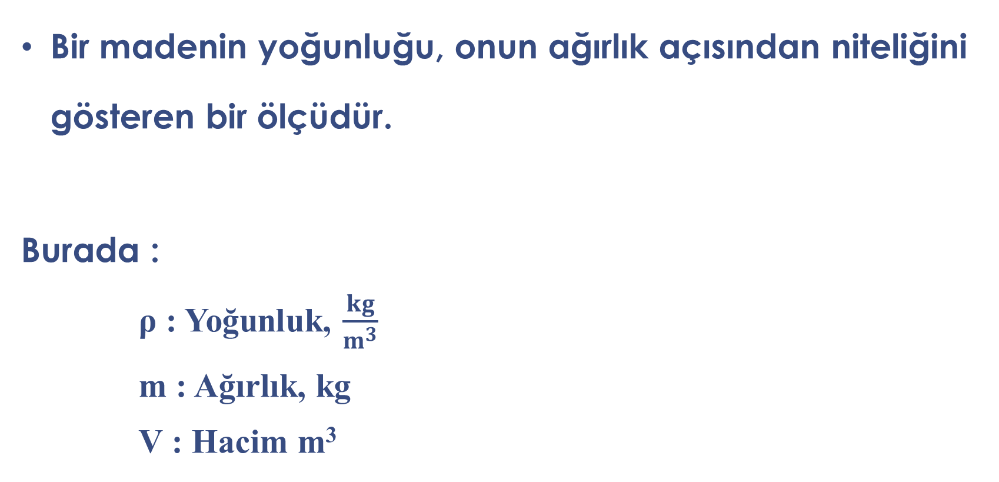 • Bir madenin yoğunluğu, onun ağırlık açısından niteliğini
gösteren bir ölçüdür.
Burada :
ρ : Yoğunluk, kg/m³
m : Ağırlık, kg
V : Hacim m³